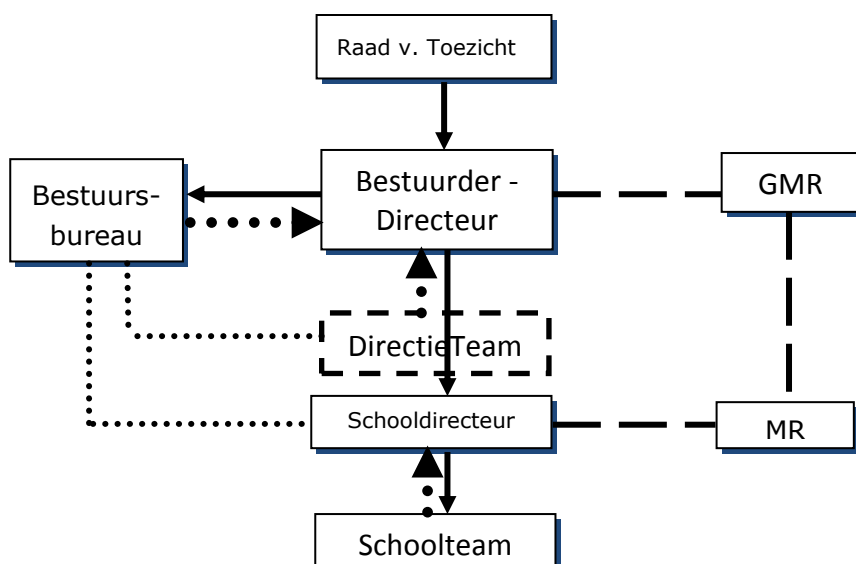 Raad v. Toezicht
Bestuurder -
Directeur
GMR
Bestuurs-
bureau
DirectieTeam
Schooldirecteur
MR
Schoolteam